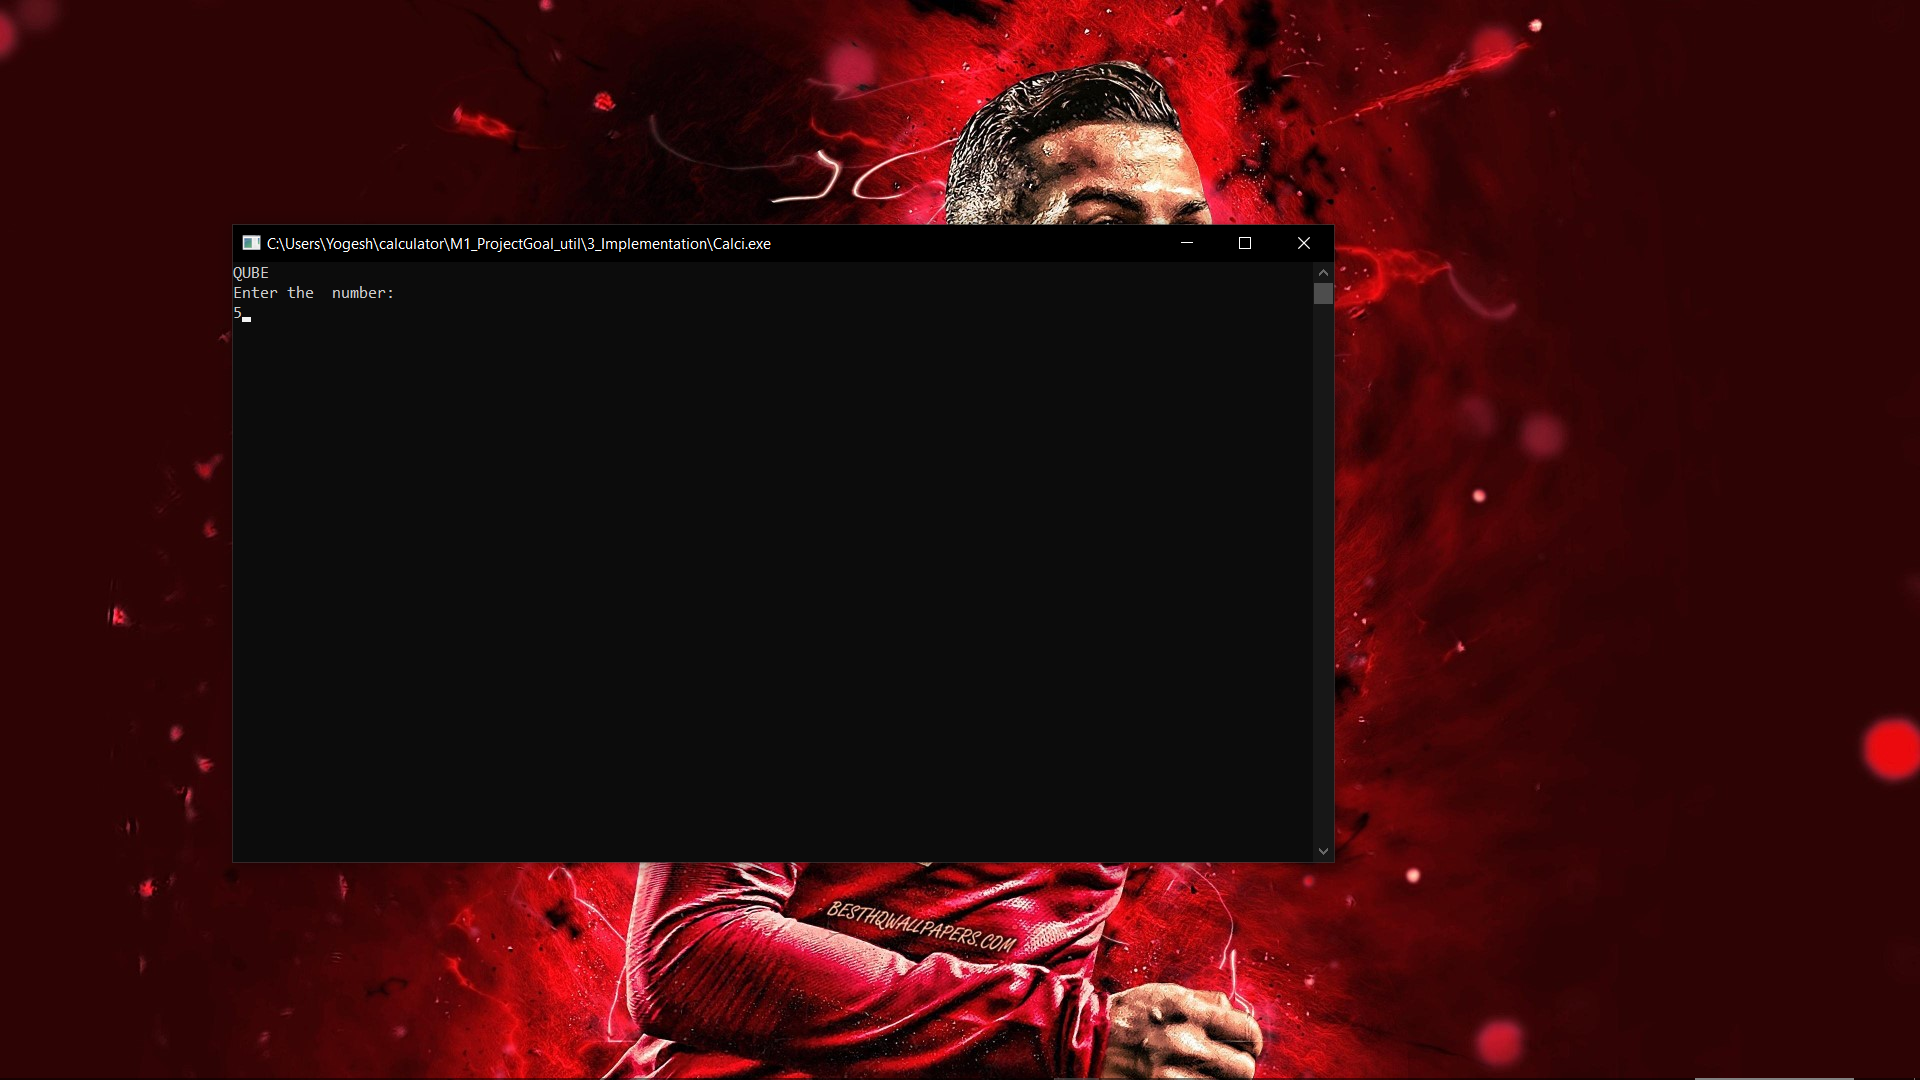 C:\Users\Yogesh\calculator\M1_ProjectGoal_util\3_Implementation\Calci.exe
QUBE
Enter the  number:
5
BESTHQWALLPAPERS.COM